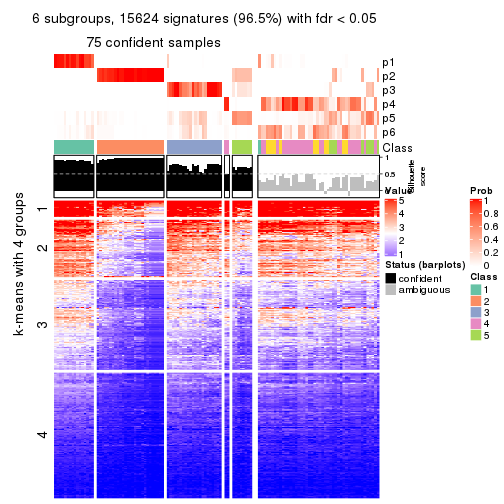 6 subgroups, 15624 signatures (96.5%) with fdr < 0.05
75 confident samples
p1
p2
p3
p4
p5
p6
Class
1
0.5
0
Silhouette
score
k-means with 4 groups
1
2
3
4
Value
5
4
3
2
1
Status (barplots)
confident
ambiguous
Prob
1
0.8
0.6
0.4
0.2
0
Class
1
2
3
4
5